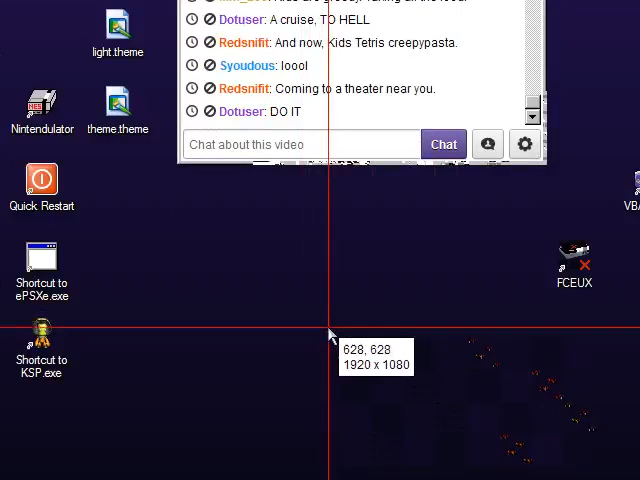 light.theme
Nintendulator
theme.theme
Quick Restart
Shortcut to
ePSXe.exe
Shortcut to
KSP.exe
Dotuser: A cruise, TO HELL
Redsnifit: And now, Kids Tetris creepypasta.
Syoudous: loool
Redsnifit: Coming to a theater near you.
Dotuser: DO IT
Chat about this video
Chat
VBA
FCEUX
628, 628
1920 x 1080